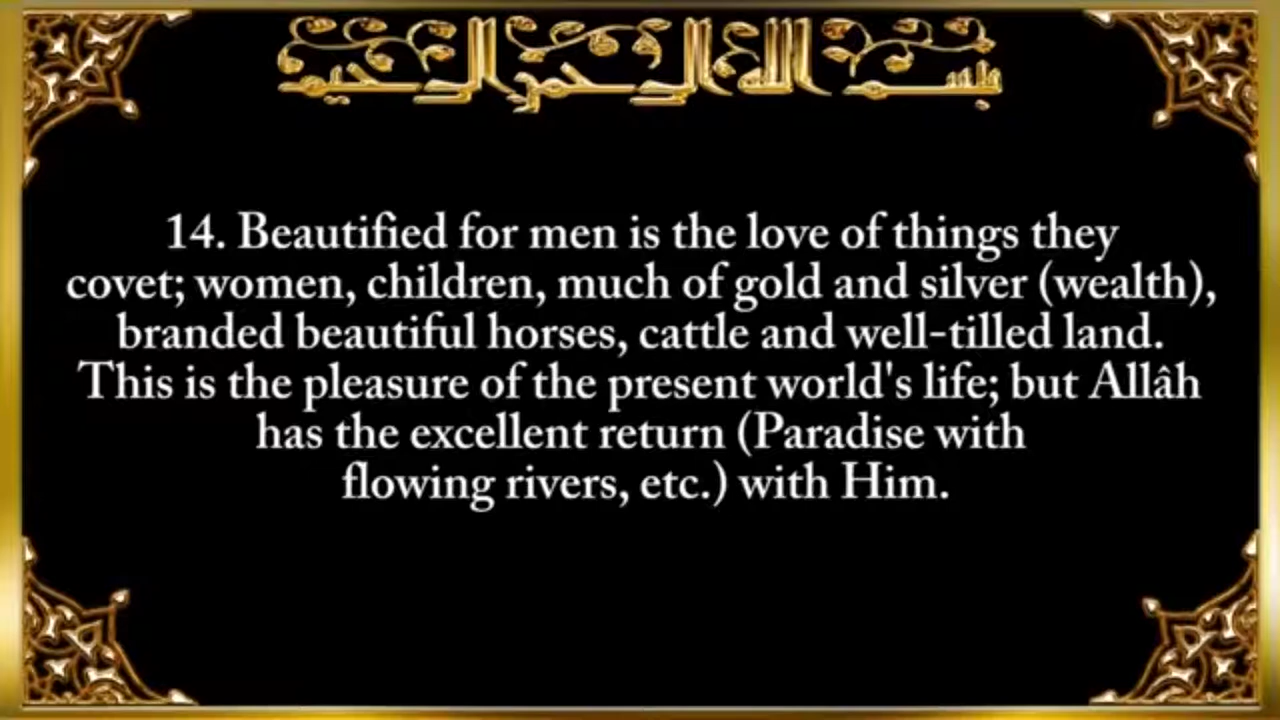 بسم الله الرحمن الرحيم
14. Beautified for men is the love of things they
covet; women, children, much of gold and silver (wealth),
branded beautiful horses, cattle and well-tilled land.
This is the pleasure of the present world's life; but Allâh
has the excellent return (Paradise with
flowing rivers, etc.) with Him.